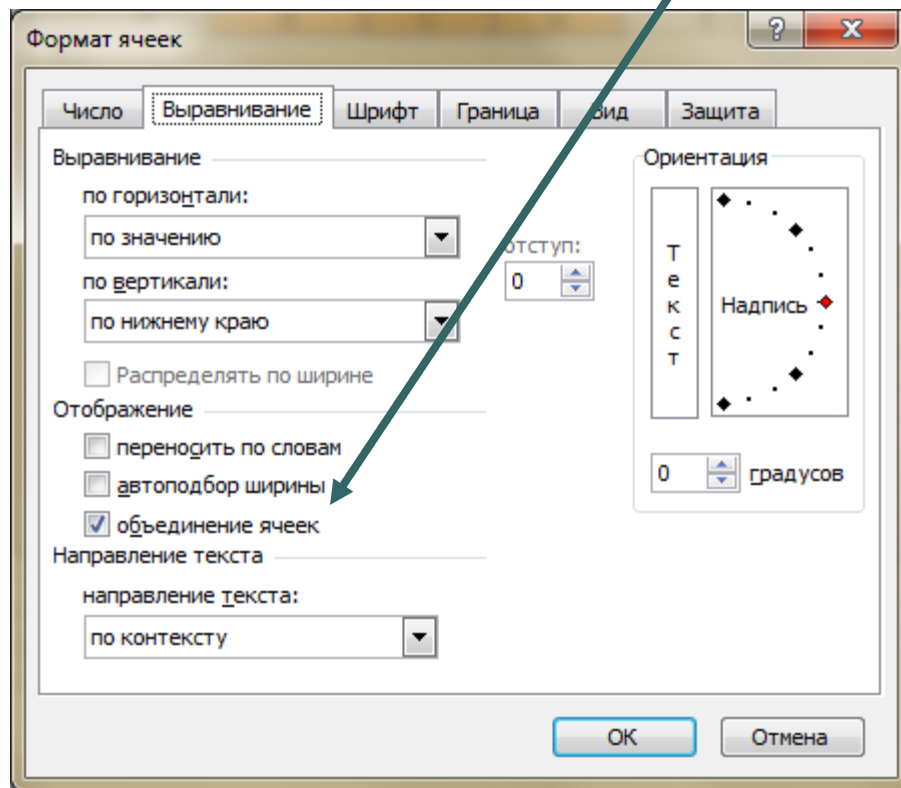 Формат ячеек
?
Число Выравнивание Шрифт Граница Вид Защита
Выравнивание
по горизонтали:
по значению
отступ:
по вертикали:
0
по нижнему краю
Распределять по ширине
Отображение
переносить по словам
автоподбор ширины
объединение ячеек
Направление текста
направление текста:
по контексту
Ориентация
Текст
Надпись
0 градусов
ОК Отмена